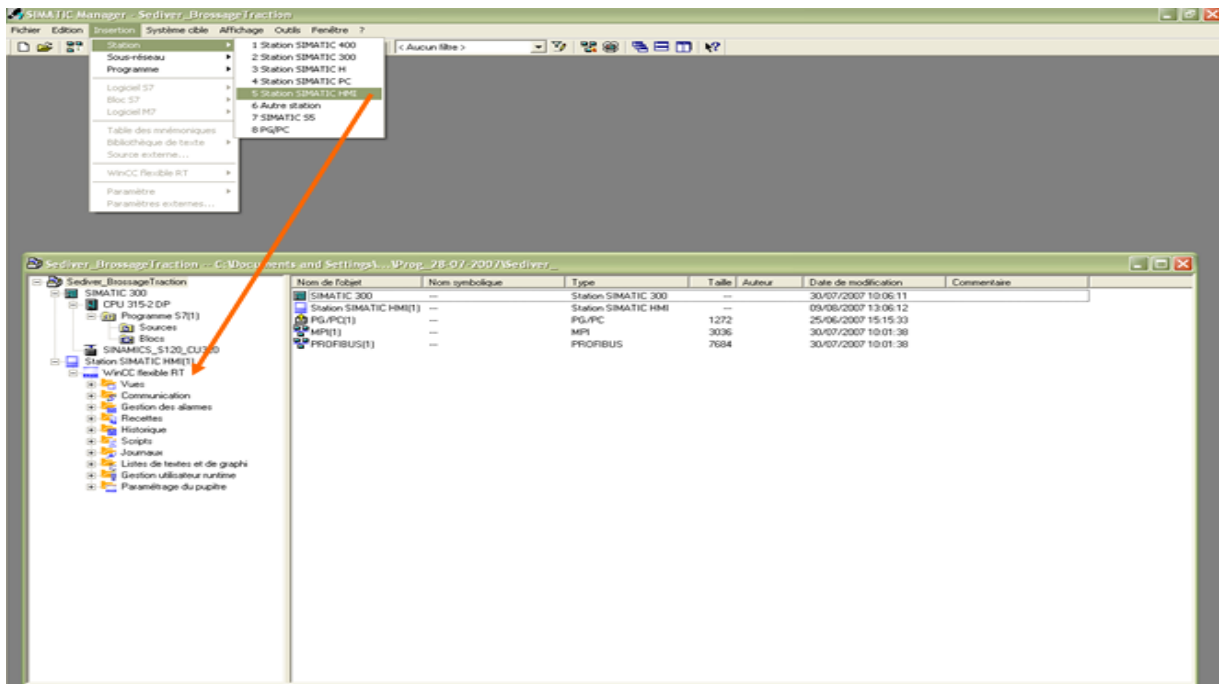 SIMATIC Manager - Sediver_BrossageTraction
Fichier Edition Insertion Système cible Affichage Outils Fenêtre ?
Station
Sous-réseau
Programme
Logiciel S7
Bloc S7
Logiciel M7
Table des mnémoniques
Bibliothèque de texte
Source externe...
WinCC flexible RT
Paramètre
Paramètres externes...
1 Station SIMATIC 400
2 Station SIMATIC 300
3 Station SIMATIC H
4 Station SIMATIC PC
5 Station SIMATIC HMI
6 Autre station
7 SIMATIC S5
8 PG/PC
< Aucun filtre >
Sediver_BrossageTraction -- C:\Documents and Settings\...\Prog_28-07-2007\Sediver_
Sediver_BrossageTraction
SIMATIC 300
CPU 315-2 DP
Programme S7(1)
Sources
Blocs
SINAMICS_S120_CU320
Station SIMATIC HMI(1)
WinCC flexible RT
Vues
Communication
Gestion des alarmes
Recettes
Historique
Scripts
Journaux
Listes de textes et de graphi
Gestion utilisateur runtime
Paramétrage du pupitre
Nom de l'objet Nom symbolique Type Taille Auteur Date de modification Commentaire
SIMATIC 300 --- Station SIMATIC 300 --- 30/07/2007 10:06:11
Station SIMATIC HMI(1) --- Station SIMATIC HMI --- 09/08/2007 13:06:12
PG/PC(1) --- PG/PC 1272 25/06/2007 15:15:33
MPI(1) --- MPI 3036 30/07/2007 10:01:38
PROFIBUS(1) --- PROFIBUS 7684 30/07/2007 10:01:38